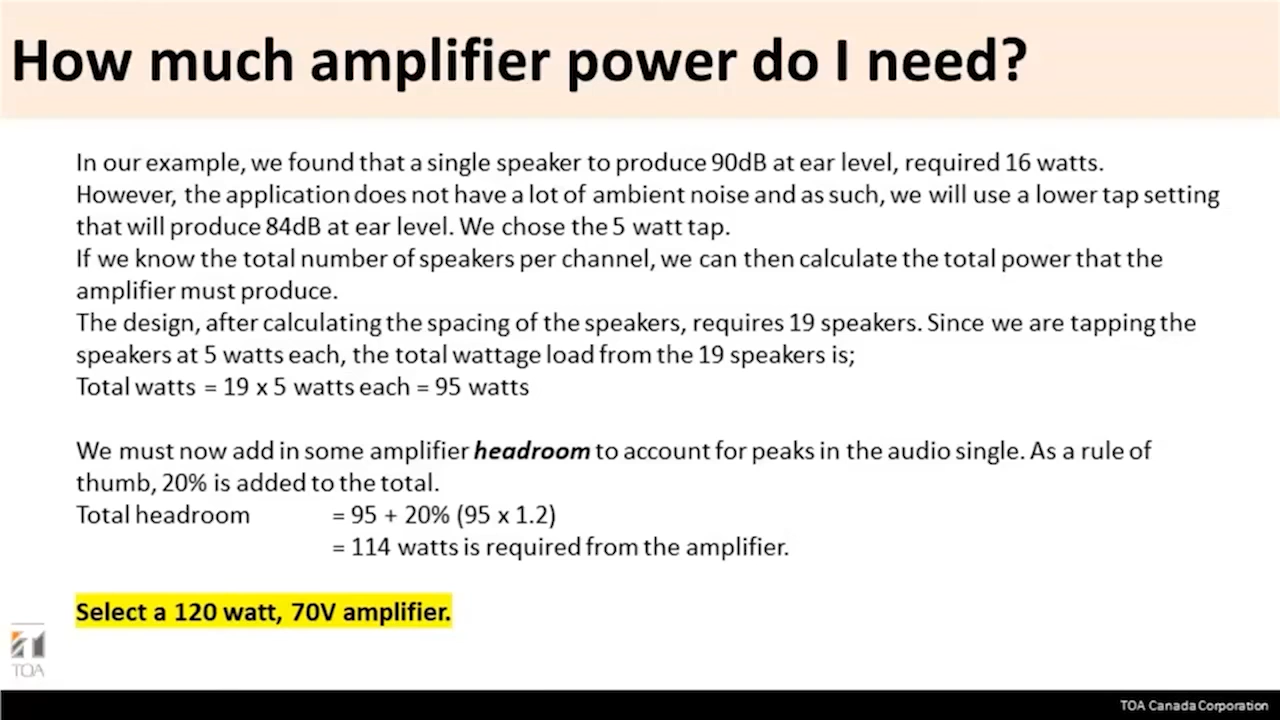 How much amplifier power do I need?
In our example, we found that a single speaker to produce 90dB at ear level, required 16 watts.
However, the application does not have a lot of ambient noise and as such, we will use a lower tap setting
that will produce 84dB at ear level. We chose the 5 watt tap.
If we know the total number of speakers per channel, we can then calculate the total power that the
amplifier must produce.
The design, after calculating the spacing of the speakers, requires 19 speakers. Since we are tapping the
speakers at 5 watts each, the total wattage load from the 19 speakers is;
Total watts = 19 x 5 watts each = 95 watts
We must now add in some amplifier headroom to account for peaks in the audio single. As a rule of
thumb, 20% is added to the total.
Total headroom = 95 + 20% (95 x 1.2)
= 114 watts is required from the amplifier.
Select a 120 watt, 70V amplifier.
TOA
TOA Canada Corporation